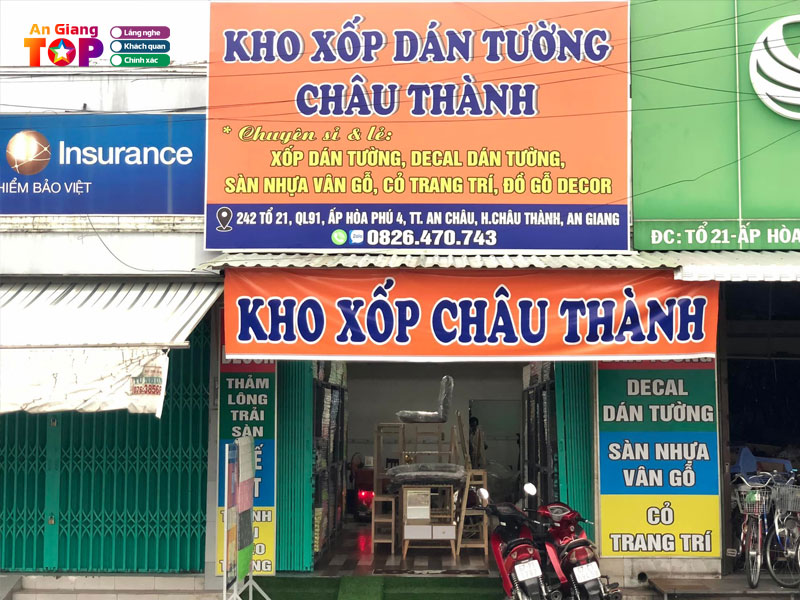 An Giang
TOP
Lắng nghe
Khách quan
Chính xác
Insurance
HIỂM BẢO VIỆT
KHO XỐP DÁN TƯỜNG
CHÂU THÀNH
* Chuyên sỉ & lẻ:
XỐP DÁN TƯỜNG, DECAL DÁN TƯỜNG,
SÀN NHỰA VÂN GỖ, CỎ TRANG TRÍ, ĐỒ GỖ DECOR
242 TỔ 21, QL91, ẤP HÒA PHÚ 4, TT. AN CHÂU, H.CHÂU THÀNH, AN GIANG
0826.470.743
ĐC: TỔ 21-ẤP HÒA
KHO XỐP CHÂU THÀNH
THẢM
LÔNG TRẢI
SÀN
DECAL
DÁN TƯỜNG
SÀN NHỰA
VÂN GỖ
CỎ
TRANG TRÍ